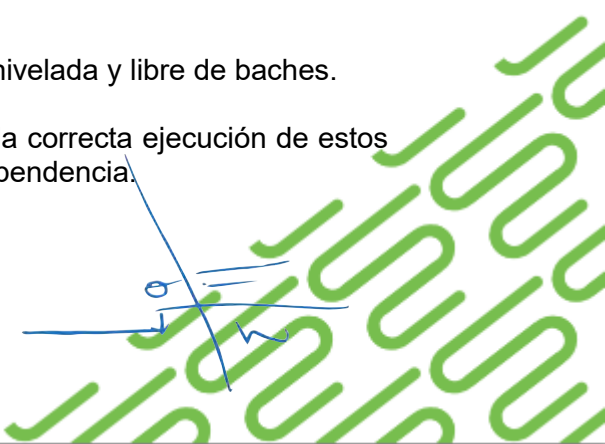 nivelada y libre de baches.
a correcta ejecución de estos
pendencia.